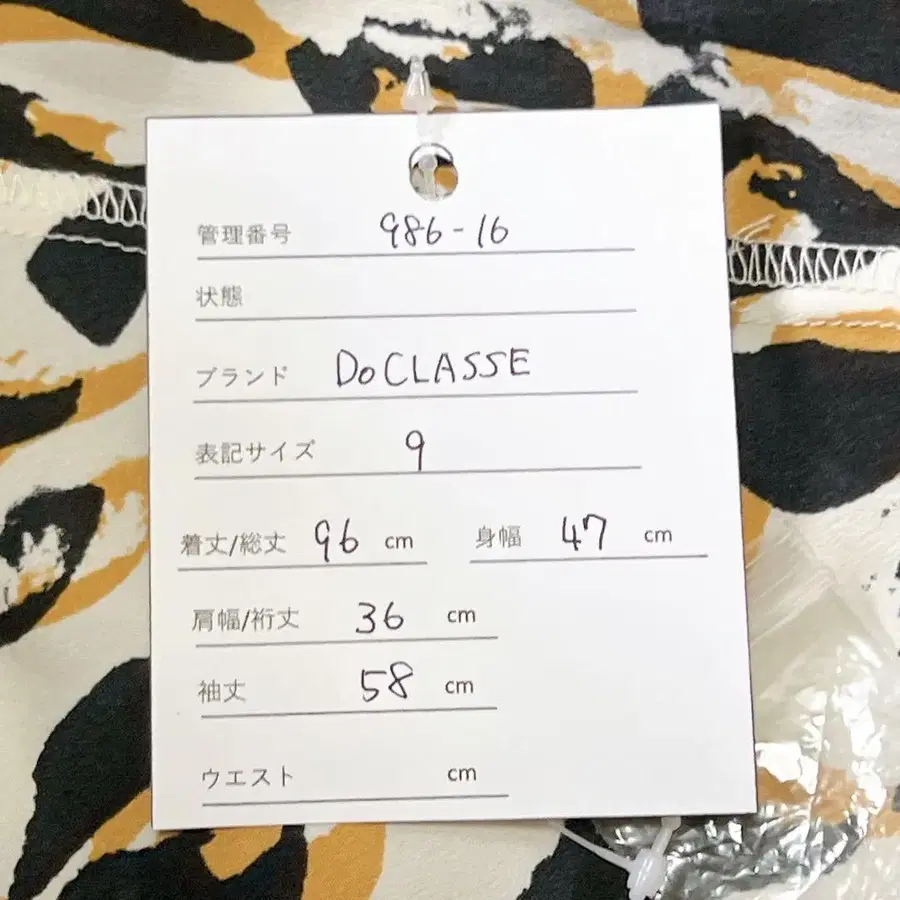 管理番号 986-16
状態
ブランド DoCLASSE
表記サイズ 9
着丈/総丈 96 cm 身幅 47 cm
肩幅/裄丈 36 cm
袖丈 58 cm
ウエスト cm